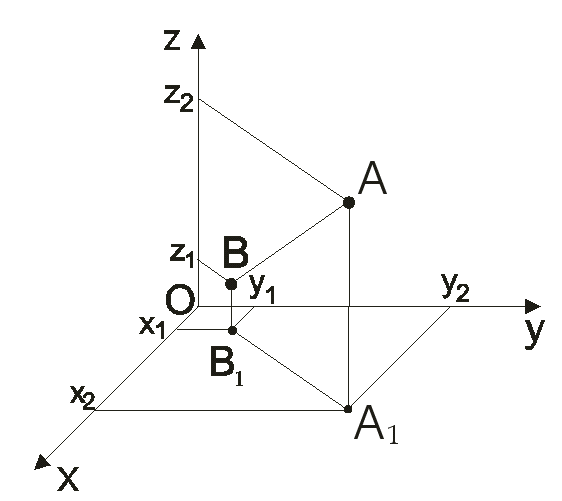 z
z₂
A
z₁
B
y₁
y₂
O
x₁
y
B₁
x₂
A₁
x